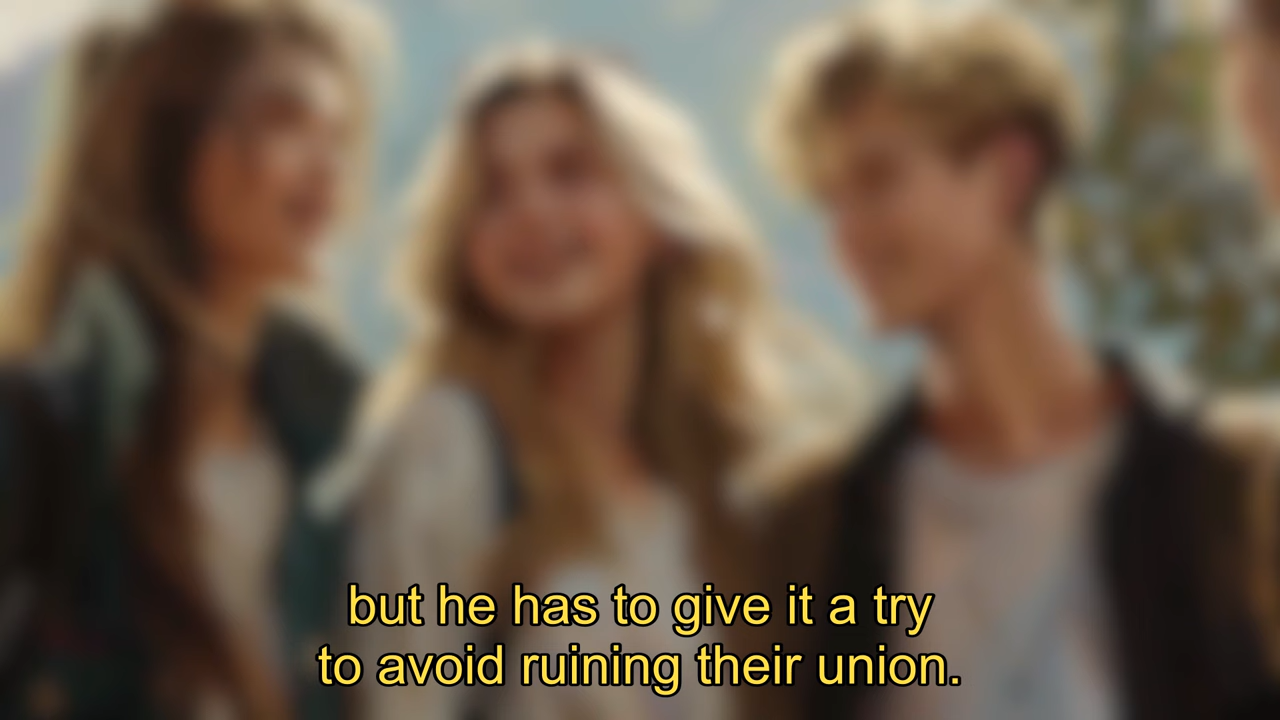 but he has to give it a try
to avoid ruining their union.